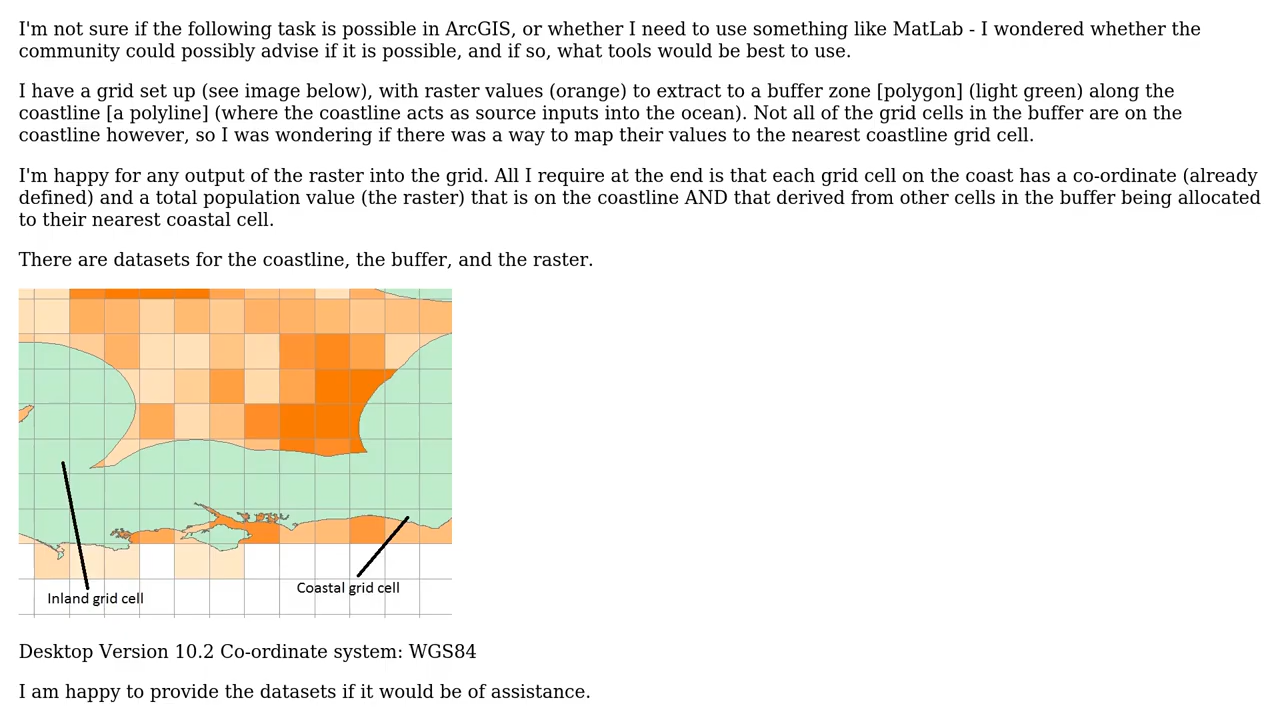 I'm not sure if the following task is possible in ArcGIS, or whether I need to use something like MatLab - I wondered whether the
community could possibly advise if it is possible, and if so, what tools would be best to use.
I have a grid set up (see image below), with raster values (orange) to extract to a buffer zone [polygon] (light green) along the
coastline [a polyline] (where the coastline acts as source inputs into the ocean). Not all of the grid cells in the buffer are on the
coastline however, so I was wondering if there was a way to map their values to the nearest coastline grid cell.
I'm happy for any output of the raster into the grid. All I require at the end is that each grid cell on the coast has a co-ordinate (already
defined) and a total population value (the raster) that is on the coastline AND that derived from other cells in the buffer being allocated
to their nearest coastal cell.
There are datasets for the coastline, the buffer, and the raster.
Coastal grid cell
Inland grid cell
Desktop Version 10.2 Co-ordinate system: WGS84
I am happy to provide the datasets if it would be of assistance.